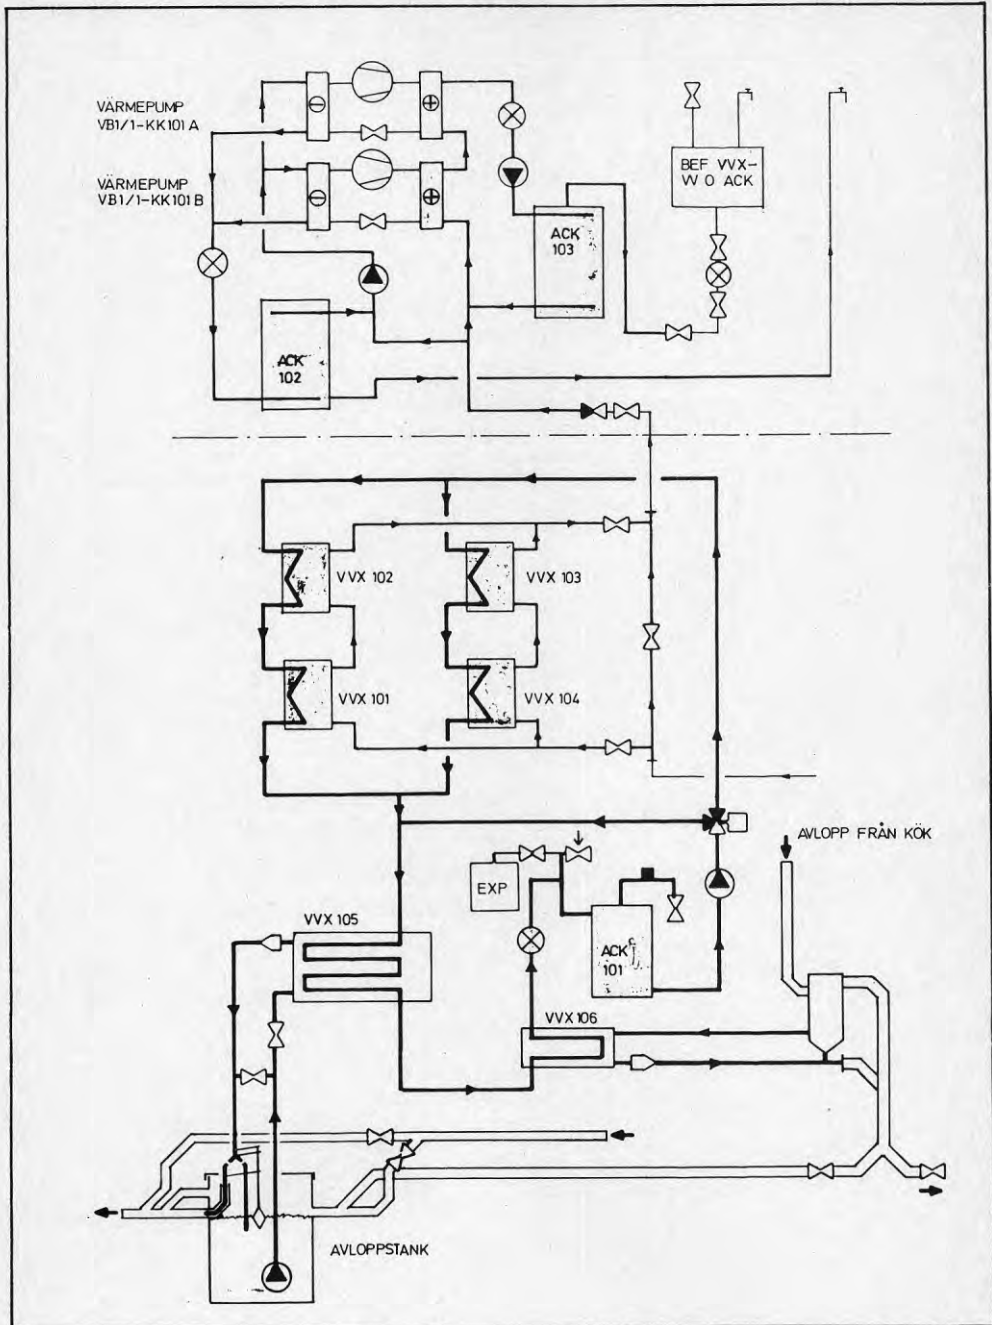 VÄRMEPUMP
VB1/1-KK101 A
VÄRMEPUMP
VB1/1-KK101 B
BEF VVX-
VV O ACK
ACK
103
ACK
102
VVX 102
VVX 103
VVX 101
VVX 104
AVLOPP FRÅN KÖK
EXP
VVX 105
ACK
101
VVX 106
AVLOPPSTANK